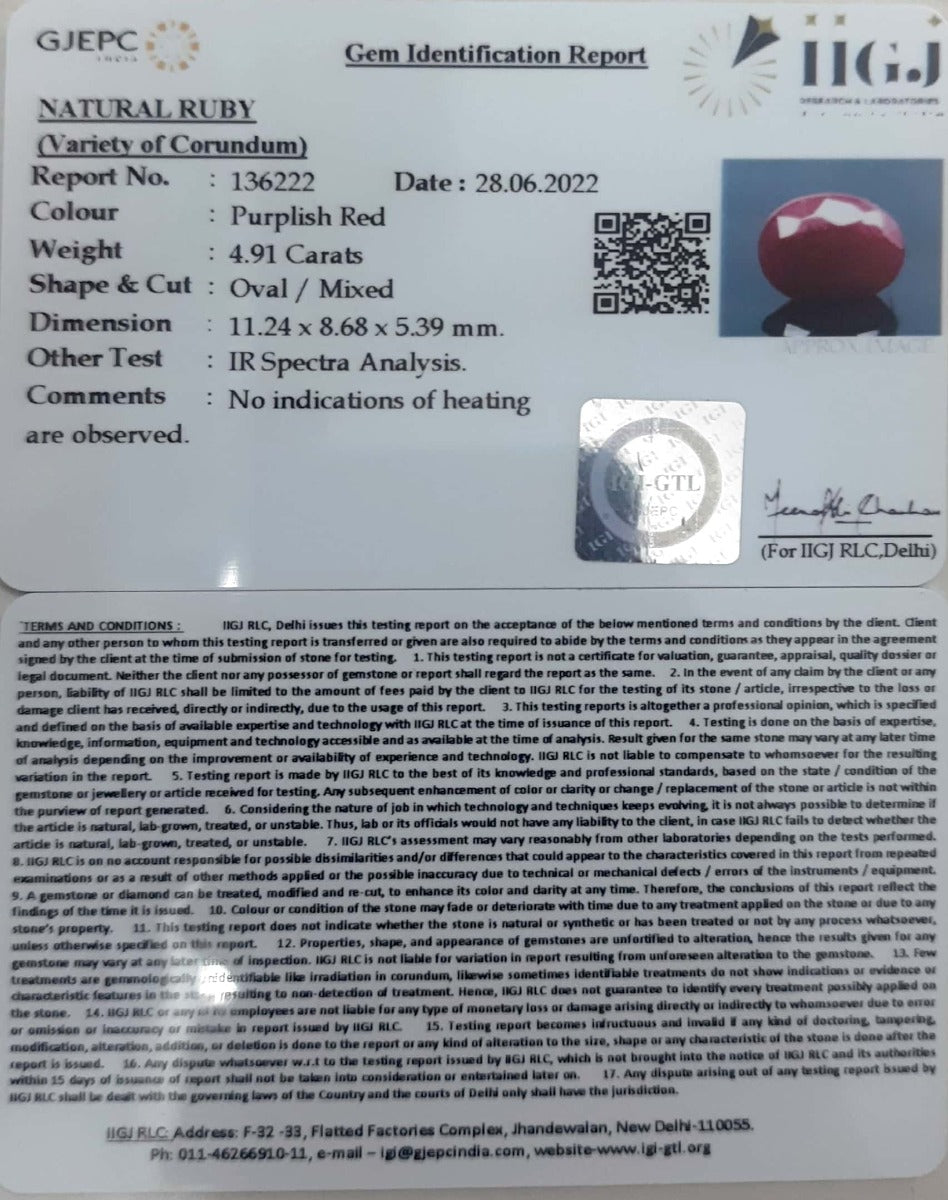 GJEPC
INDIA
Gem Identification Report
IIGJ
RESEARCH & LABORATORIES
NATURAL RUBY
(Variety of Corundum)
Report No. : 136222 Date : 28.06.2022
Colour : Purplish Red
Weight : 4.91 Carats
Shape & Cut : Oval / Mixed
Dimension : 11.24 x 8.68 x 5.39 mm.
Other Test : IR Spectra Analysis.
Comments : No indications of heating
are observed.
APPROX IMAGE
IGI-GTL
GJEPC
(For IIGJ RLC,Delhi)
TERMS AND CONDITIONS : IIGJ RLC, Delhi issues this testing report on the acceptance of the below mentioned terms and conditions by the client. Client
and any other person to whom this testing report is transferred or given are also required to abide by the terms and conditions as they appear in the agreement
signed by the client at the time of submission of stone for testing. 1. This testing report is not a certificate for valuation, guarantee, appraisal, quality dossier or
legal document. Neither the client nor any possessor of gemstone or report shall regard the report as the same. 2. In the event of any claim by the client or any
person, liability of IIGJ RLC shall be limited to the amount of fees paid by the client to IIGJ RLC for the testing of its stone / article, irrespective to the loss or
damage client has received, directly or indirectly, due to the usage of this report. 3. This testing reports is altogether a professional opinion, which is specified
and defined on the basis of available expertise and technology with IIGJ RLC at the time of issuance of this report. 4. Testing is done on the basis of expertise,
knowledge, information, equipment and technology accessible and as available at the time of analysis. Result given for the same stone may vary at any later time
of analysis depending on the improvement or availability of experience and technology. IIGJ RLC is not liable to compensate to whomsoever for the resulting
variation in the report. 5. Testing report is made by IIGJ RLC to the best of its knowledge and professional standards, based on the state / condition of the
gemstone or jewellery or article received for testing. Any subsequent enhancement of color or clarity or change / replacement of the stone or article is not within
the purview of report generated. 6. Considering the nature of job in which technology and techniques keeps evolving, it is not always possible to determine if
the article is natural, lab-grown, treated, or unstable. Thus, lab or its officials would not have any liability to the client, in case IIGJ RLC fails to detect whether the
article is natural, lab-grown, treated, or unstable. 7. IIGJ RLC's assessment may vary reasonably from other laboratories depending on the tests performed.
8. IIGJ RLC is on no account responsible for possible dissimilarities and/or differences that could appear to the characteristics covered in this report from repeated
examinations or as a result of other methods applied or the possible inaccuracy due to technical or mechanical defects / errors of the instruments / equipment.
9. A gemstone or diamond can be treated, modified and re-cut, to enhance its color and clarity at any time. Therefore, the conclusions of this report reflect the
findings of the time it is issued. 10. Colour or condition of the stone may fade or deteriorate with time due to any treatment applied on the stone or due to any
stone's property. 11. This testing report does not indicate whether the stone is natural or synthetic or has been treated or not by any process whatsoever,
unless otherwise specified on this report. 12. Properties, shape, and appearance of gemstones are unfortified to alteration, hence the results given for any
gemstone may vary at any later time of inspection. IIGJ RLC is not liable for variation in report resulting from unforeseen alteration to the gemstone. 13. Few
treatments are gemmologically unidentifiable like irradiation in corundum, likewise sometimes identifiable treatments do not show indications or evidence or
characteristic features in the stone resulting to non-detection of treatment. Hence, IIGJ RLC does not guarantee to identify every treatment possibly applied on
the stone. 14. IIGJ RLC or any of its employees are not liable for any type of monetary loss or damage arising directly or indirectly to whomsoever due to error
or omission or inaccuracy or mistake in report issued by IIGJ RLC. 15. Testing report becomes infructuous and invalid if any kind of doctoring, tampering,
modification, alteration, addition, or deletion is done to the report or any kind of alteration to the size, shape or any characteristic of the stone is done after the
report is issued. 16. Any dispute whatsoever w.r.t to the testing report issued by IIGJ RLC, which is not brought into the notice of IIGJ RLC and its authorities
within 15 days of issuance of report shall not be taken into consideration or entertained later on. 17. Any dispute arising out of any testing report issued by
IIGJ RLC shall be dealt with the governing laws of the Country and the courts of Delhi only shall have the jurisdiction.
IIGJ RLC: Address: F-32 -33, Flatted Factories Complex, Jhandewalan, New Delhi-110055.
Ph: 011-46266910-11, e-mail – igi@gjepcindia.com, website-www.igi-gtl.org